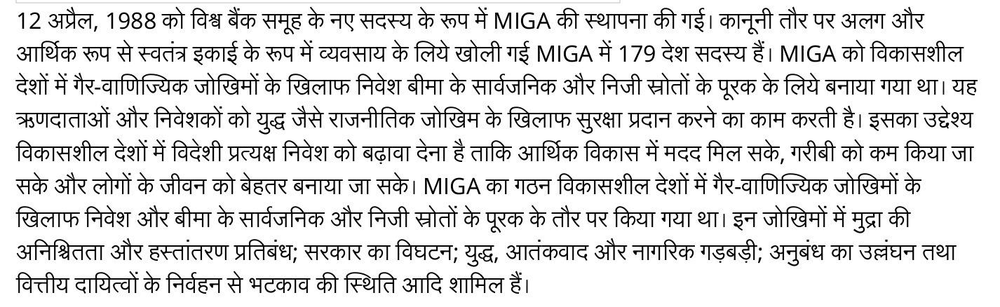 12 अप्रैल, 1988 को विश्व बैंक समूह के नए सदस्य के रूप में MIGA की स्थापना की गई। कानूनी तौर पर अलग और
आर्थिक रूप से स्वतंत्र इकाई के रूप में व्यवसाय के लिये खोली गई MIGA में 179 देश सदस्य हैं। MIGA को विकासशील
देशों में गैर-वाणिज्यिक जोखिमों के खिलाफ निवेश बीमा के सार्वजनिक और निजी स्रोतों के पूरक के लिये बनाया गया था। यह
ऋणदाताओं और निवेशकों को युद्ध जैसे राजनीतिक जोखिम के खिलाफ सुरक्षा प्रदान करने का काम करती है। इसका उद्देश्य
विकासशील देशों में विदेशी प्रत्यक्ष निवेश को बढ़ावा देना है ताकि आर्थिक विकास में मदद मिल सके, गरीबी को कम किया जा
सके और लोगों के जीवन को बेहतर बनाया जा सके। MIGA का गठन विकासशील देशों में गैर-वाणिज्यिक जोखिमों के
खिलाफ निवेश और बीमा के सार्वजनिक और निजी स्रोतों के पूरक के तौर पर किया गया था। इन जोखिमों में मुद्रा की
अनिश्चितता और हस्तांतरण प्रतिबंध; सरकार का विघटन; युद्ध, आतंकवाद और नागरिक गड़बड़ी; अनुबंध का उल्लंघन तथा
वित्तीय दायित्वों के निर्वहन से भटकाव की स्थिति आदि शामिल हैं।